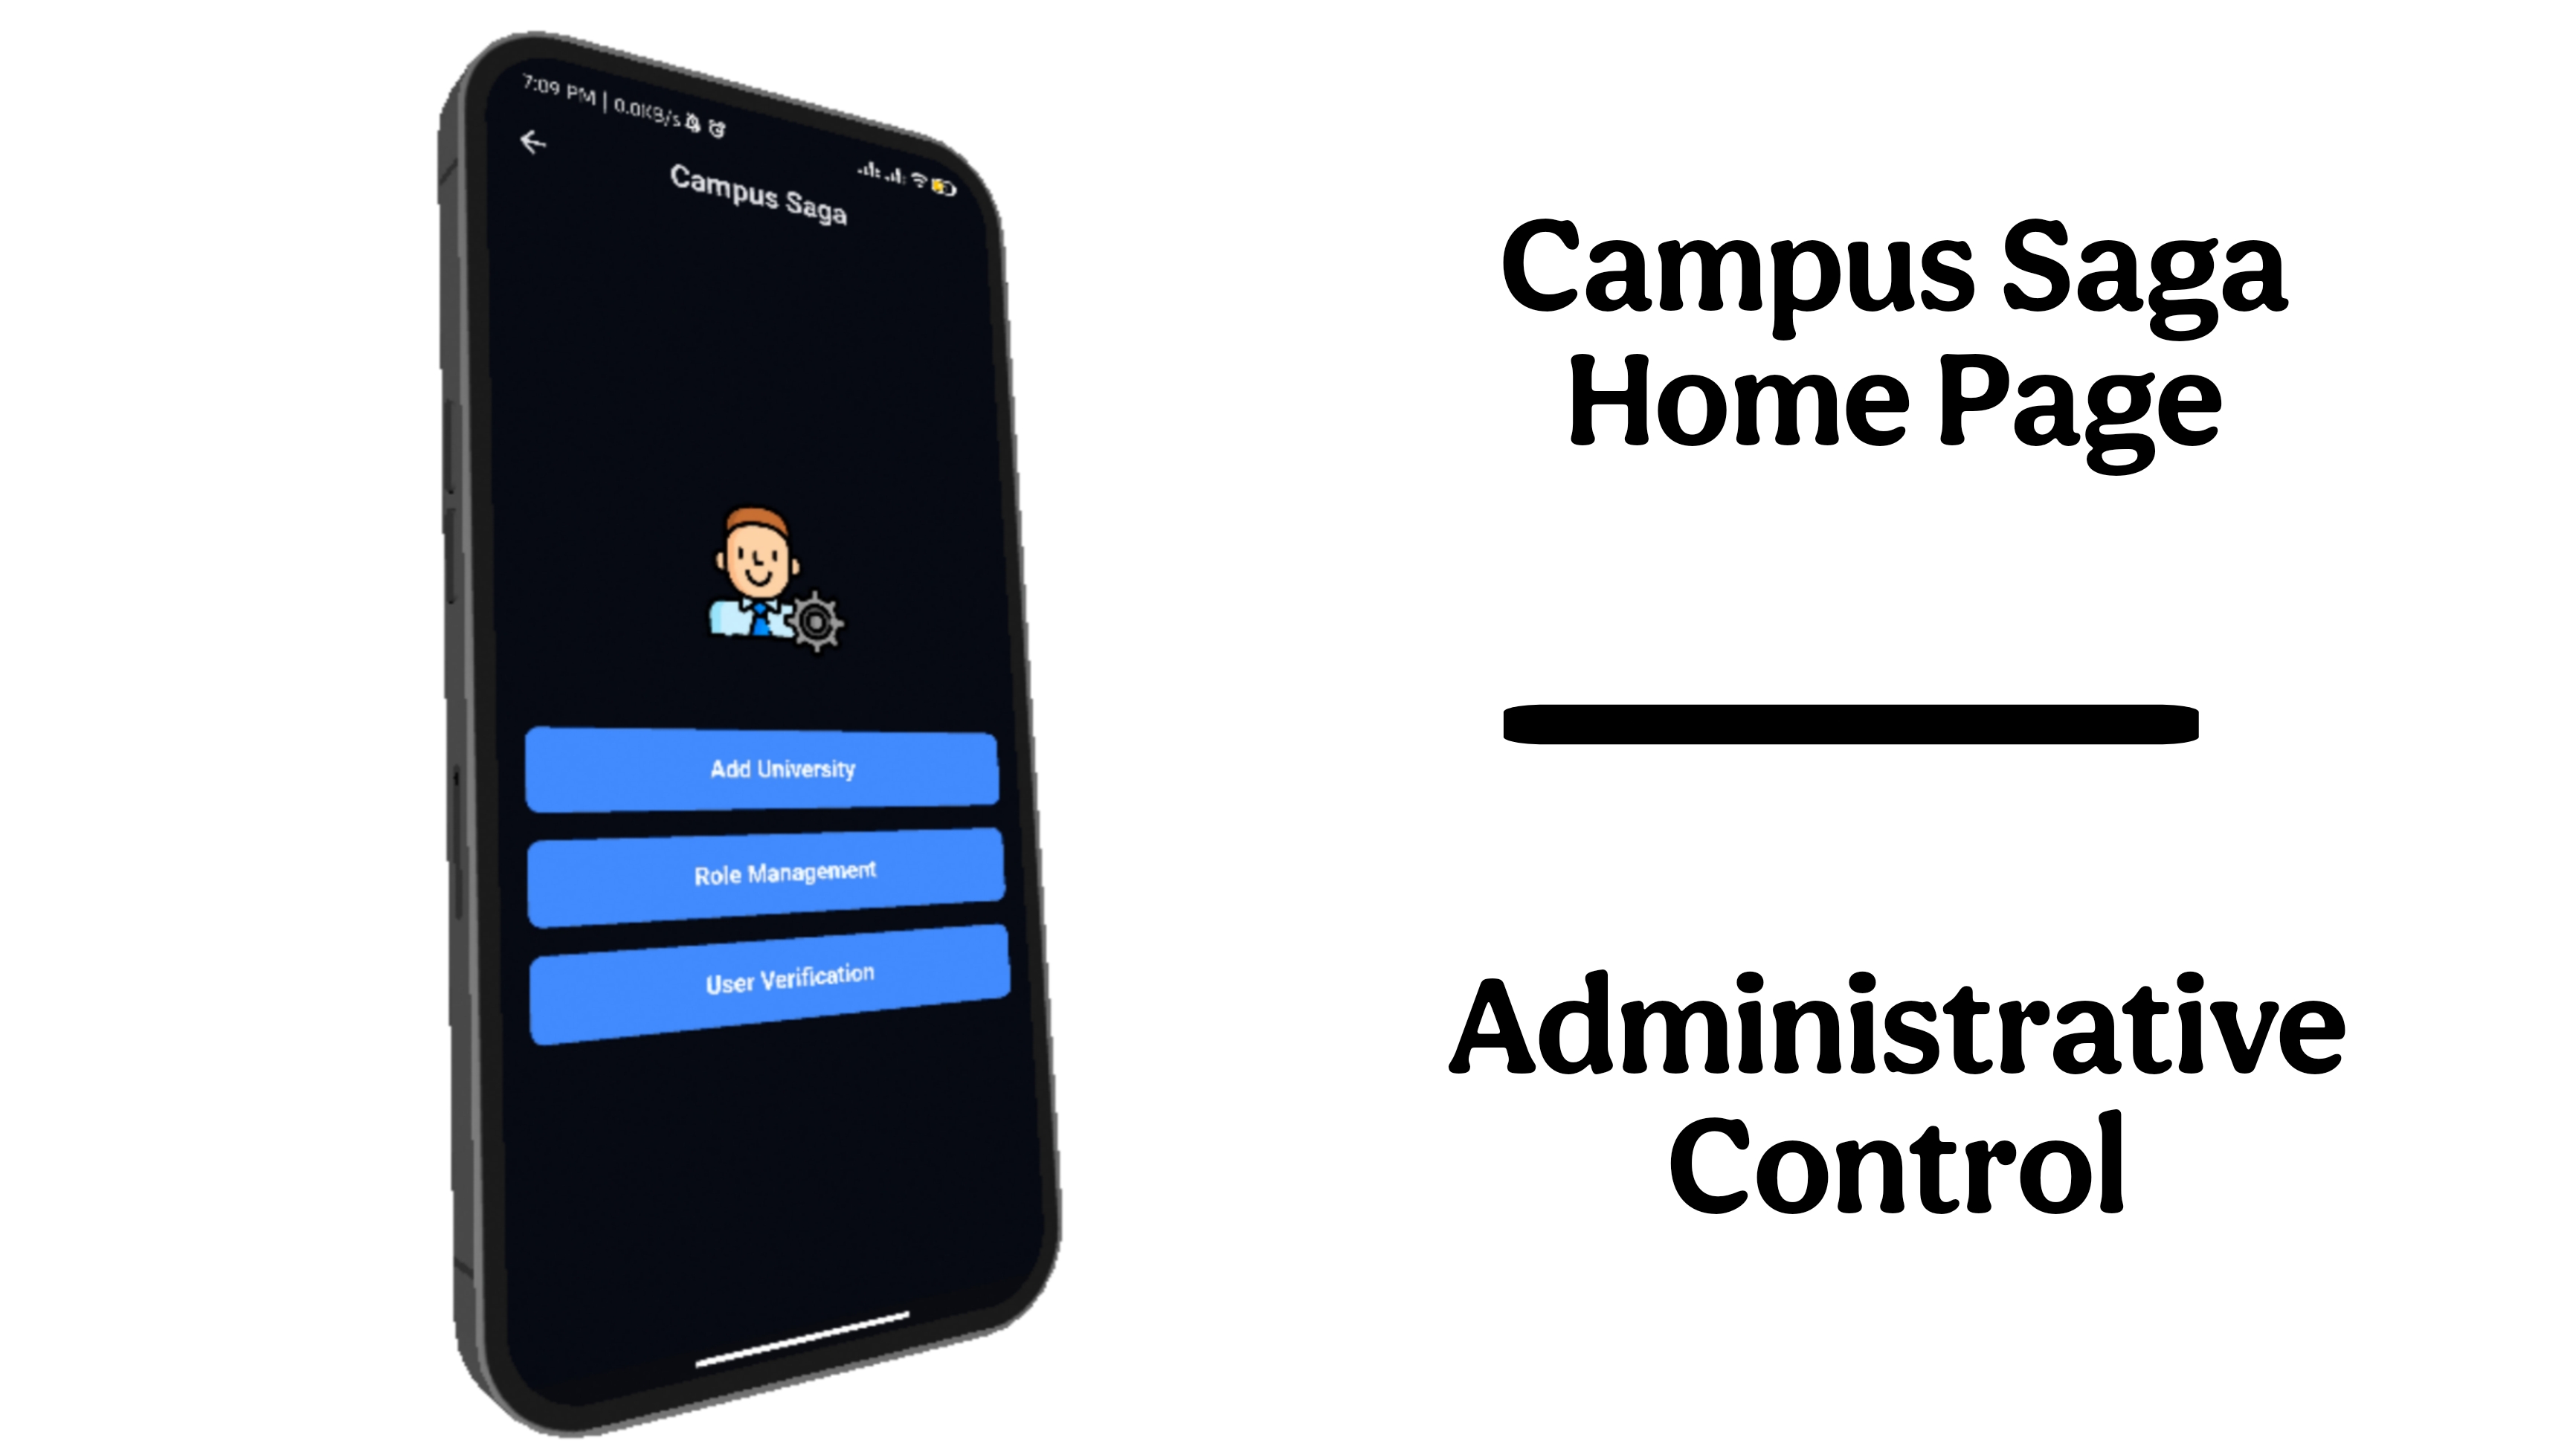 7:09 PM | 0.0KB/s
Campus Saga
Add University
Role Management
User Verification
Campus Saga
Home Page
Administrative
Control